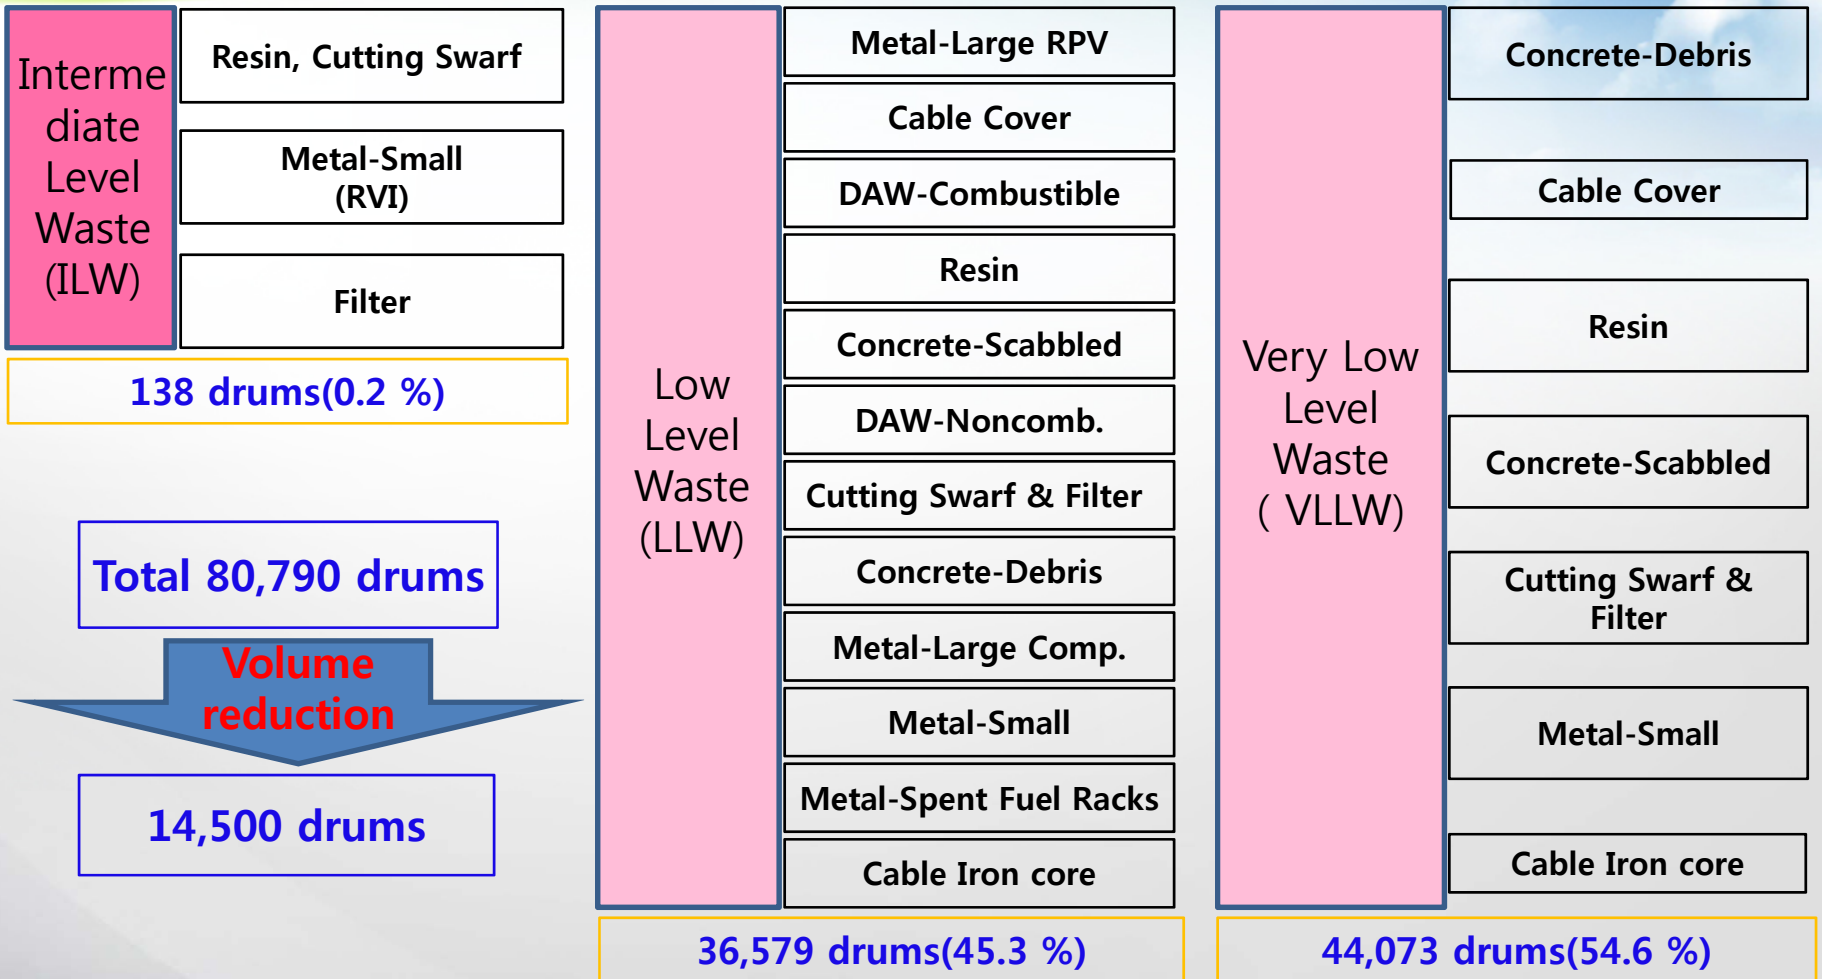 Interme
diate
Level
Waste
(ILW)
Resin, Cutting Swarf
Metal-Small
(RVI)
Filter
138 drums(0.2 %)
Total 80,790 drums
Volume
reduction
14,500 drums
Low
Level
Waste
(LLW)
Metal-Large RPV
Cable Cover
DAW-Combustible
Resin
Concrete-Scabbled
DAW-Noncomb.
Cutting Swarf & Filter
Concrete-Debris
Metal-Large Comp.
Metal-Small
Metal-Spent Fuel Racks
Cable Iron core
36,579 drums(45.3 %)
Very Low
Level
Waste
( VLLW)
Concrete-Debris
Cable Cover
Resin
Concrete-Scabbled
Cutting Swarf &
Filter
Metal-Small
Cable Iron core
44,073 drums(54.6 %)